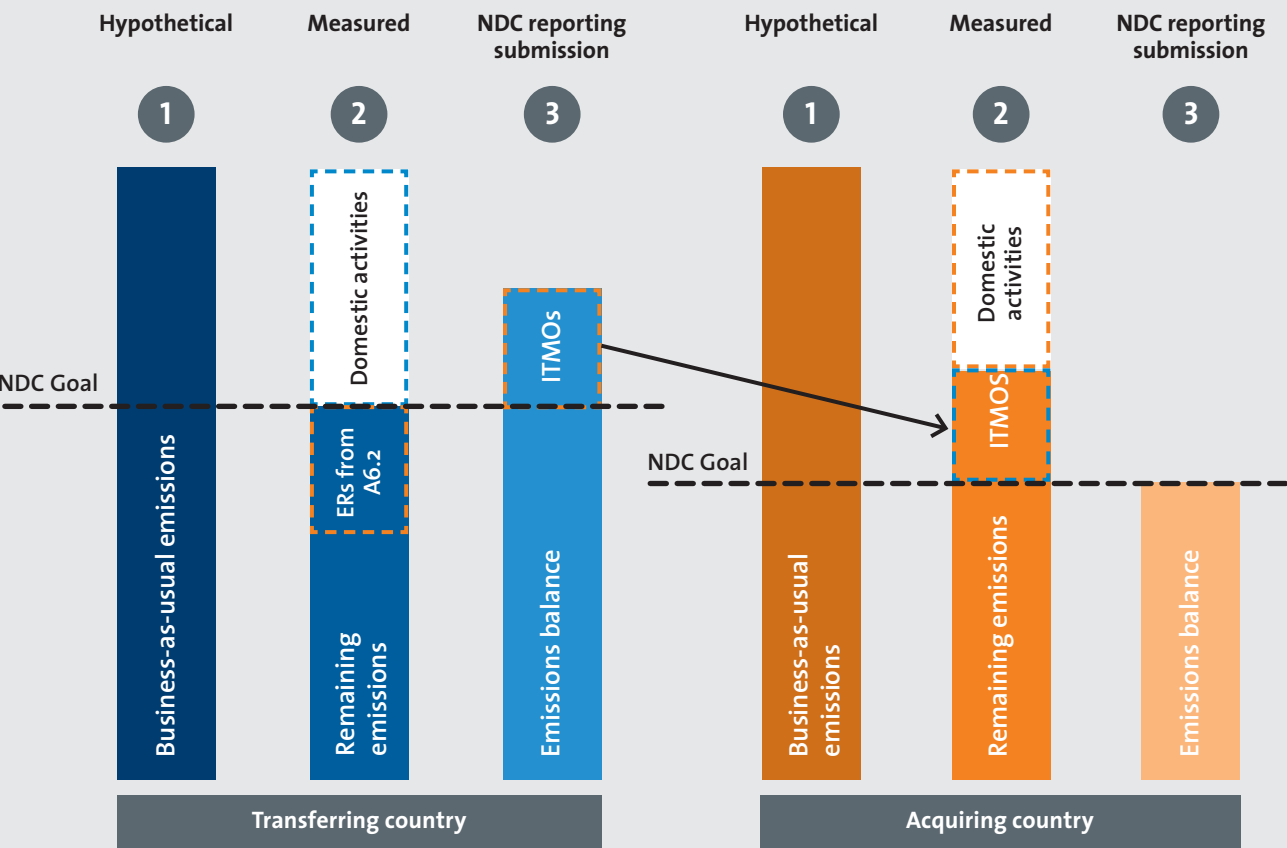 Hypothetical
Measured
NDC reporting
submission
Hypothetical
Measured
NDC reporting
submission
1
2
3
1
2
3
Domestic activities
ITMOs
Domestic
activities
ITMOS
NDC Goal
NDC Goal
Business-as-usual emissions
ERs from
A6.2
Remaining
emissions
Emissions balance
Business-as-usual
emissions
Remaining emissions
Emissions balance
Transferring country
Acquiring country